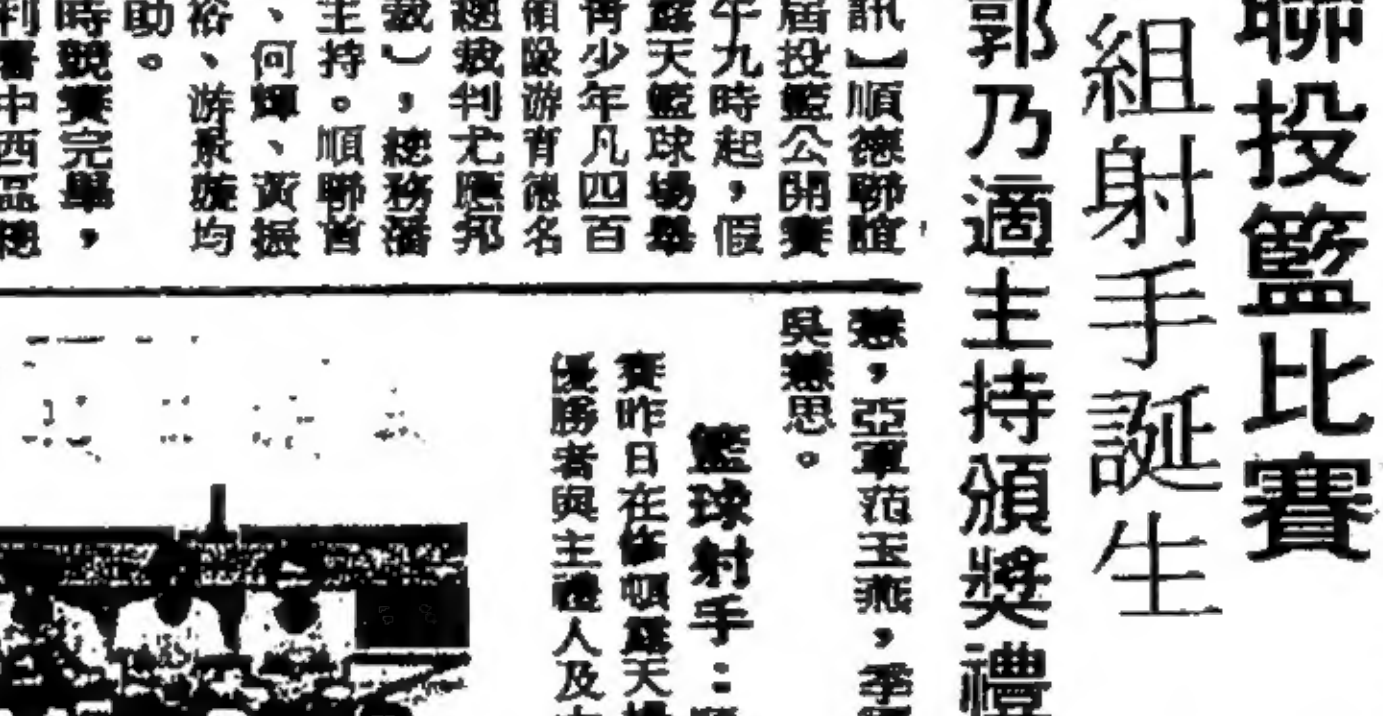 聯投籃比賽
組射手誕生
郭乃適主持頒獎禮
訊】順德聯誼
屆投籃公開賽
午九時起,假
露天籃球場舉
青少年凡四百
領隊游育德名
總裁判尤應邦
裁),總務潘
主持。順聯首
、何輝、黃振
裕、游景旋均
助。
時競賽完畢,
利署中西區總
慧,亞軍范玉燕,季
吳慧思。
籃球射手:順
賽昨日在修頓露天場
優勝者與主禮人及